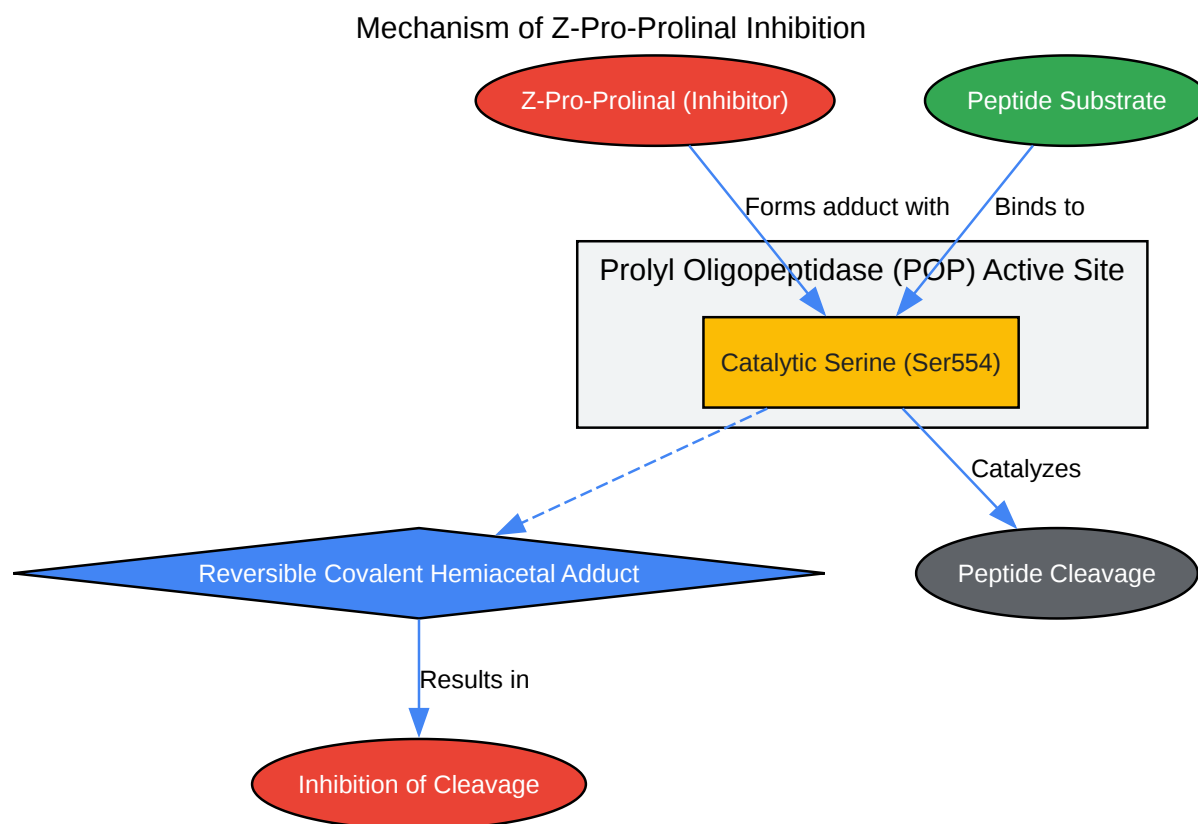 Mechanism of Z-Pro-Prolinal Inhibition
Z-Pro-Prolinal (Inhibitor)
Peptide Substrate
Forms adduct with
Binds to
Prolyl Oligopeptidase (POP) Active Site
Catalytic Serine (Ser554)
Catalyzes
Reversible Covalent Hemiacetal Adduct
Peptide Cleavage
Results in
Inhibition of Cleavage